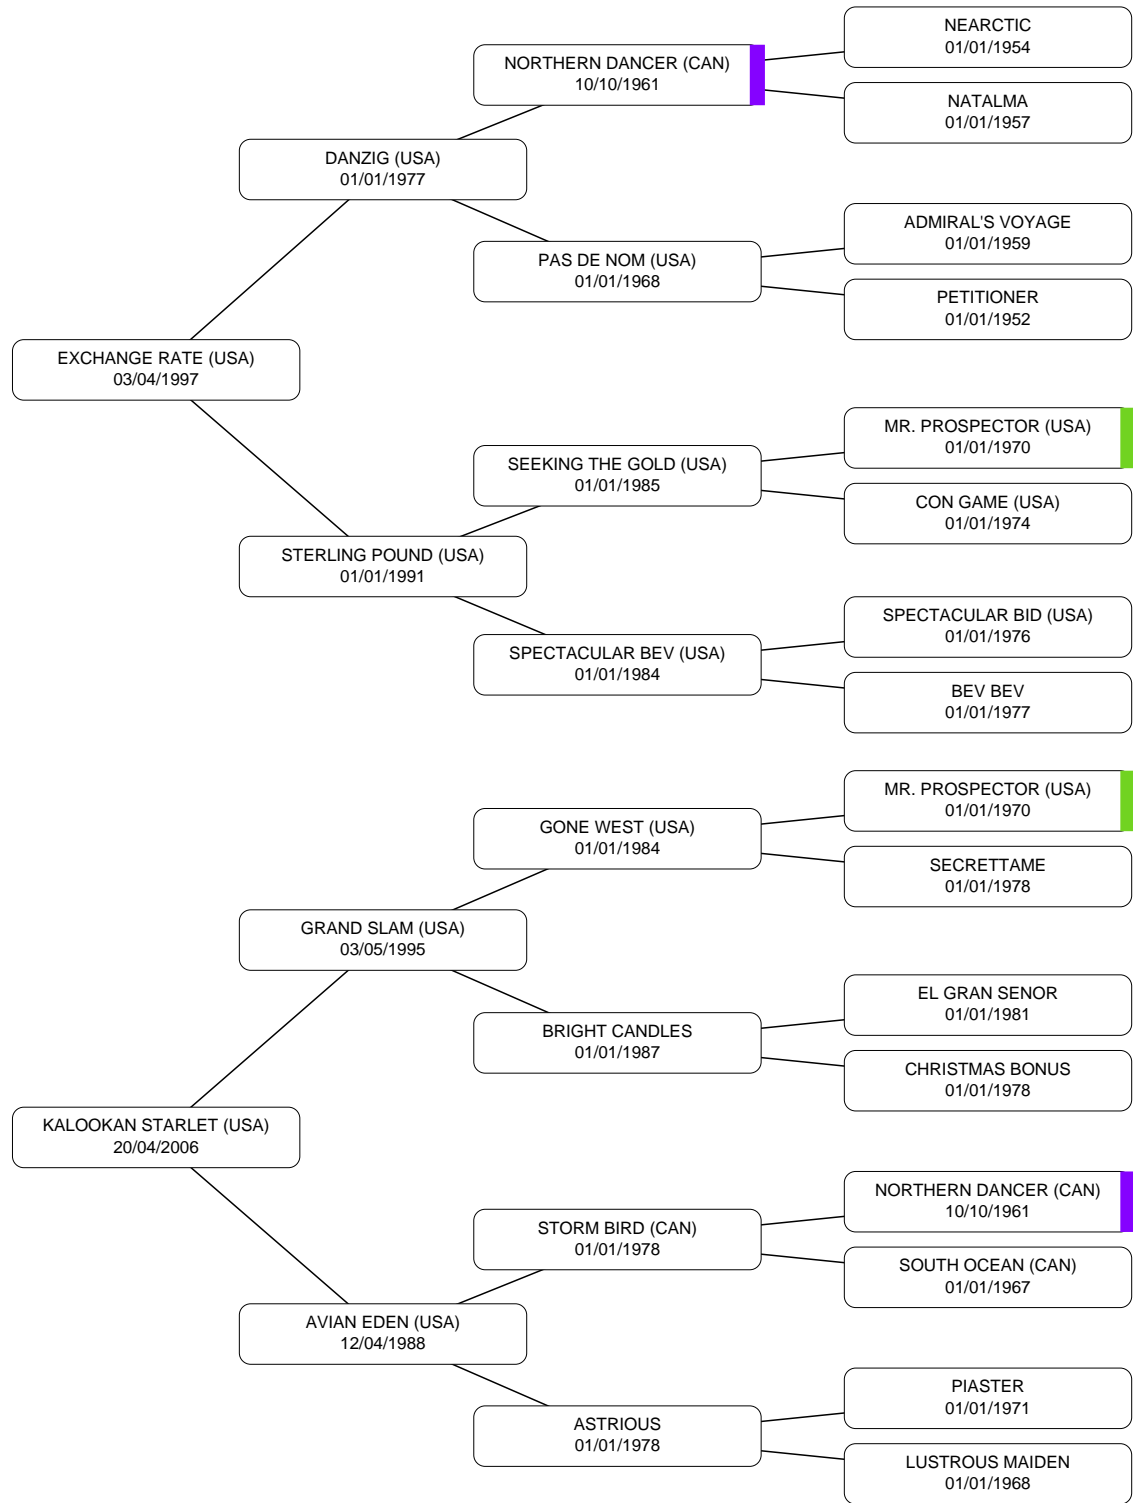 NEARCTIC
01/01/1954
NORTHERN DANCER (CAN)
10/10/1961
NATALMA
01/01/1957
DANZIG (USA)
01/01/1977
ADMIRAL'S VOYAGE
01/01/1959
PAS DE NOM (USA)
01/01/1968
PETITIONER
01/01/1952
EXCHANGE RATE (USA)
03/04/1997
MR. PROSPECTOR (USA)
01/01/1970
SEEKING THE GOLD (USA)
01/01/1985
CON GAME (USA)
01/01/1974
STERLING POUND (USA)
01/01/1991
SPECTACULAR BID (USA)
01/01/1976
SPECTACULAR BEV (USA)
01/01/1984
BEV BEV
01/01/1977
MR. PROSPECTOR (USA)
01/01/1970
GONE WEST (USA)
01/01/1984
SECRETTAME
01/01/1978
GRAND SLAM (USA)
03/05/1995
EL GRAN SENOR
01/01/1981
BRIGHT CANDLES
01/01/1987
CHRISTMAS BONUS
01/01/1978
KALOOKAN STARLET (USA)
20/04/2006
NORTHERN DANCER (CAN)
10/10/1961
STORM BIRD (CAN)
01/01/1978
SOUTH OCEAN (CAN)
01/01/1967
AVIAN EDEN (USA)
12/04/1988
PIASTER
01/01/1971
ASTRIOUS
01/01/1978
LUSTROUS MAIDEN
01/01/1968